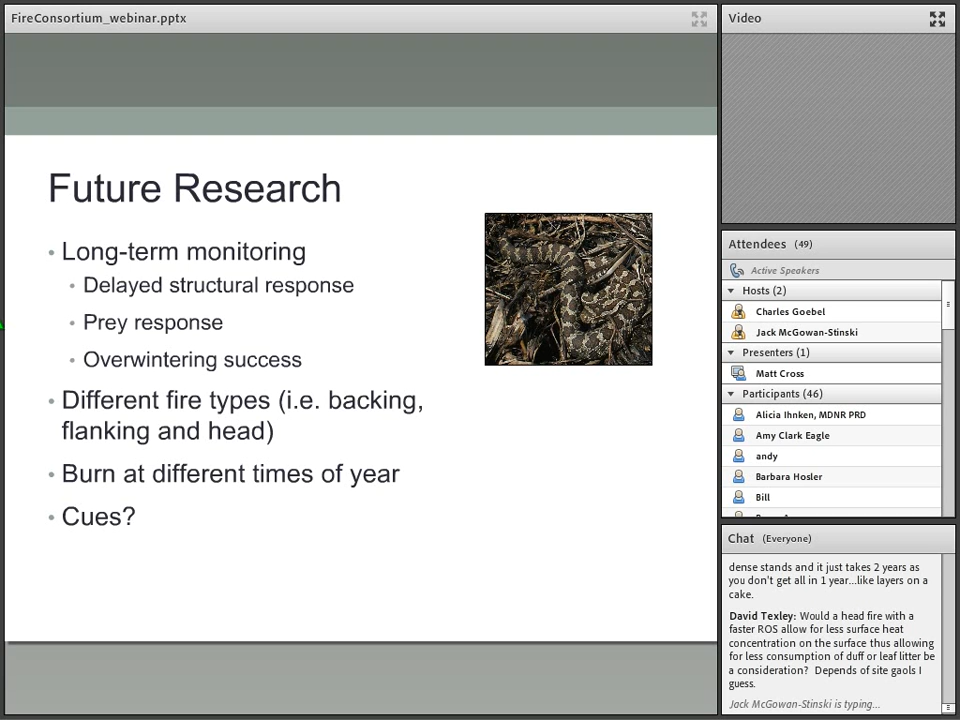 FireConsortium_webinar.pptx
Future Research
• Long-term monitoring
• Delayed structural response
• Prey response
• Overwintering success
• Different fire types (i.e. backing,
flanking and head)
• Burn at different times of year
• Cues?
Video
Attendees (49)
Active Speakers
Hosts (2)
Charles Goebel
Jack McGowan-Stinski
Presenters (1)
Matt Cross
Participants (46)
Alicia Ihnken, MDNR PRD
Amy Clark Eagle
andy
Barbara Hosler
Bill
Chat (Everyone)
dense stands and it just takes 2 years as
you don't get all in 1 year...like layers on a
cake.
David Texley: Would a head fire with a
faster ROS allow for less surface heat
concentration on the surface thus allowing
for less consumption of duff or leaf litter be
a consideration? Depends of site gaols I
guess.
Jack McGowan-Stinski is typing...